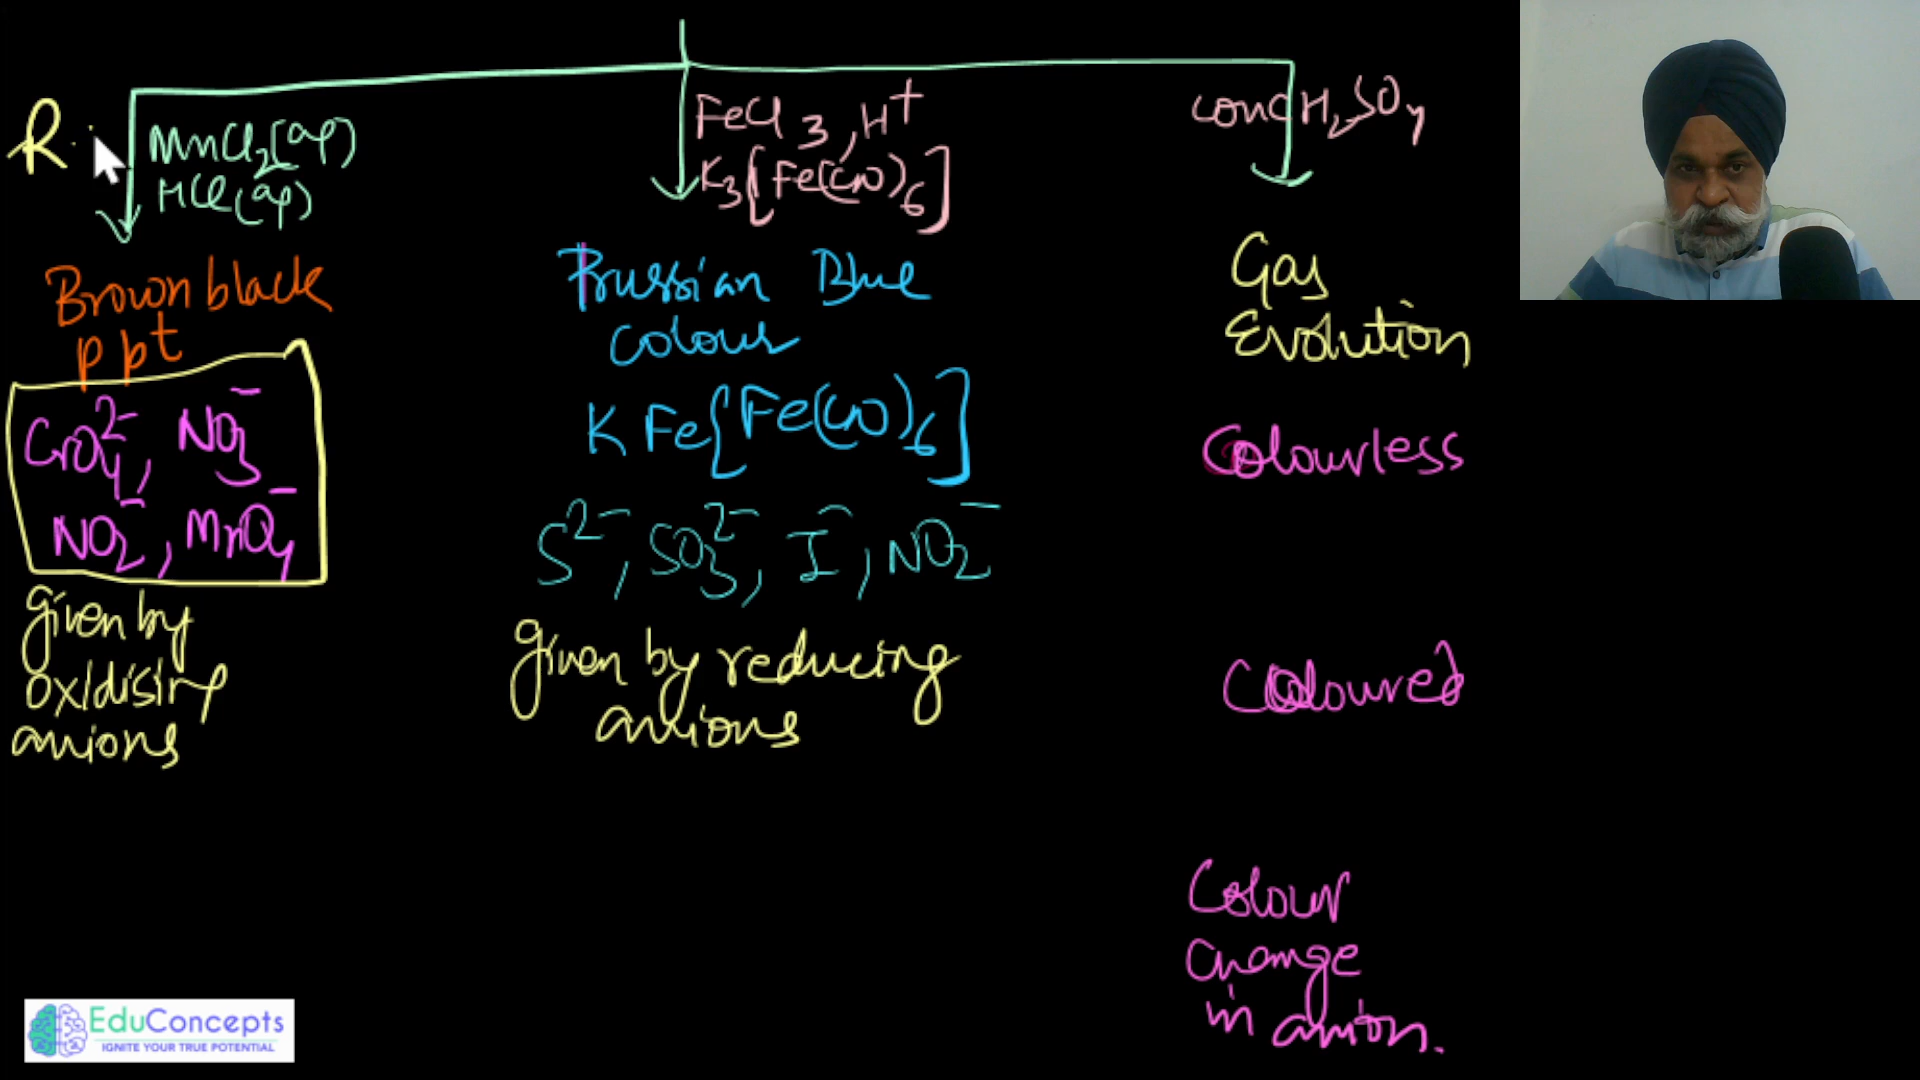 R.
MnCl2(aq)
HCl(aq)
Brown black
ppt
CrO4^2-, NO3^-
NO2^-, MnO4^-
given by
oxidising
anions
FeCl3, H+
K3[Fe(CN)6]
Prussian Blue
colour
KFe[Fe(CN)6]
S^2-, SO3^2-, I^-, NO2^-
given by reducing
anions
conc H2SO4
Gas
Evolution
Colourless
Coloured
Colour
change
in anion.
EduConcepts
IGNITE YOUR TRUE POTENTIAL